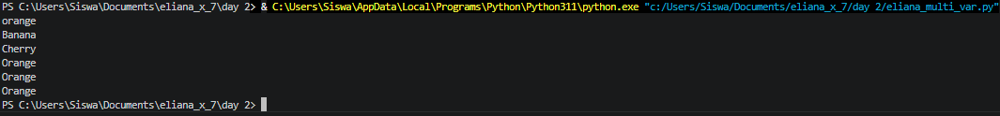 PS C:\Users\Siswa\Documents\eliana_x_7\day 2> & C:\Users\Siswa\AppData\Local\Programs\Python\Python311\python.exe "c:/Users/Siswa/Documents/eliana_x_7/day 2/eliana_multi_var.py"
orange
Banana
Cherry
Orange
Orange
Orange
PS C:\Users\Siswa\Documents\eliana_x_7\day 2>